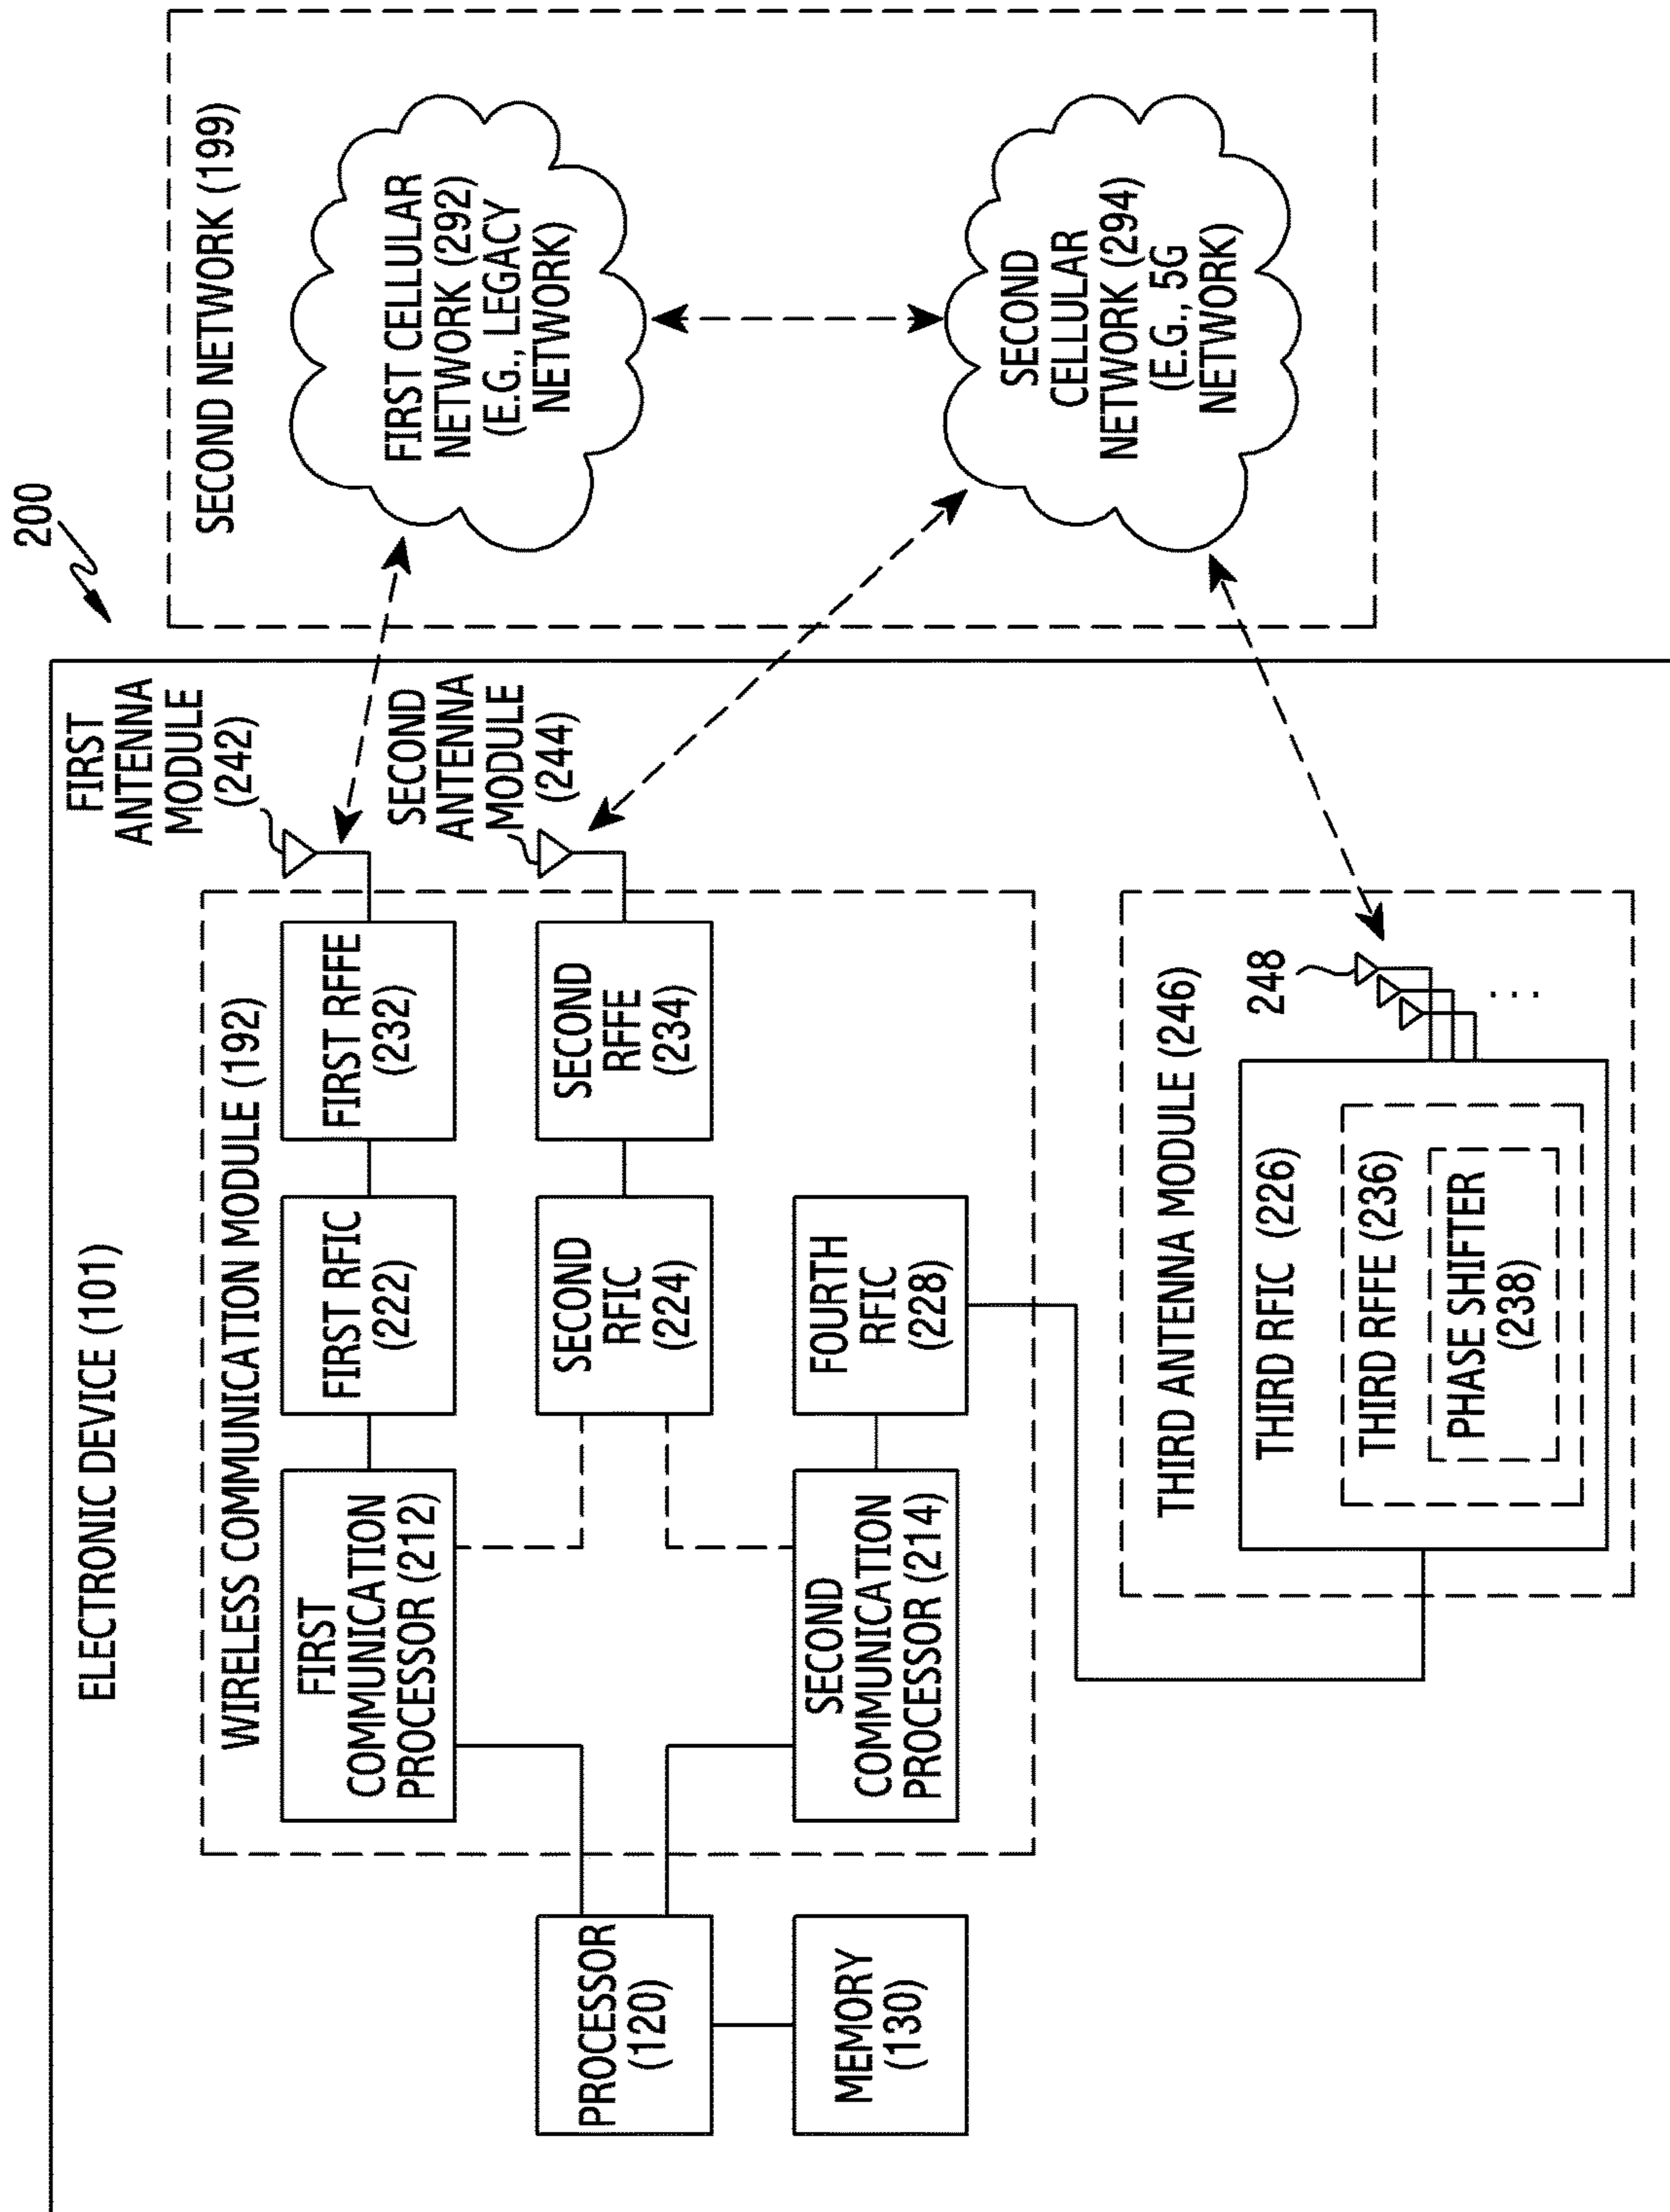 200
ELECTRONIC DEVICE (101)
WIRELESS COMMUNICATION MODULE (192)
FIRST
ANTENNA
MODULE
(242)
PROCESSOR
(120)
MEMORY
(130)
FIRST
COMMUNICATION
PROCESSOR (212)
FIRST RFIC
(222)
FIRST RFFE
(232)
SECOND
ANTENNA
MODULE
(244)
SECOND
RFIC
(224)
SECOND
RFFE
(234)
SECOND
COMMUNICATION
PROCESSOR (214)
FOURTH
RFIC
(228)
THIRD ANTENNA MODULE (246)
THIRD RFIC (226)
THIRD RFFE (236)
PHASE SHIFTER
(238)
248
...
SECOND NETWORK (199)
FIRST CELLULAR
NETWORK (292)
(E.G., LEGACY
NETWORK)
SECOND
CELLULAR
NETWORK (294)
(E.G., 5G
NETWORK)